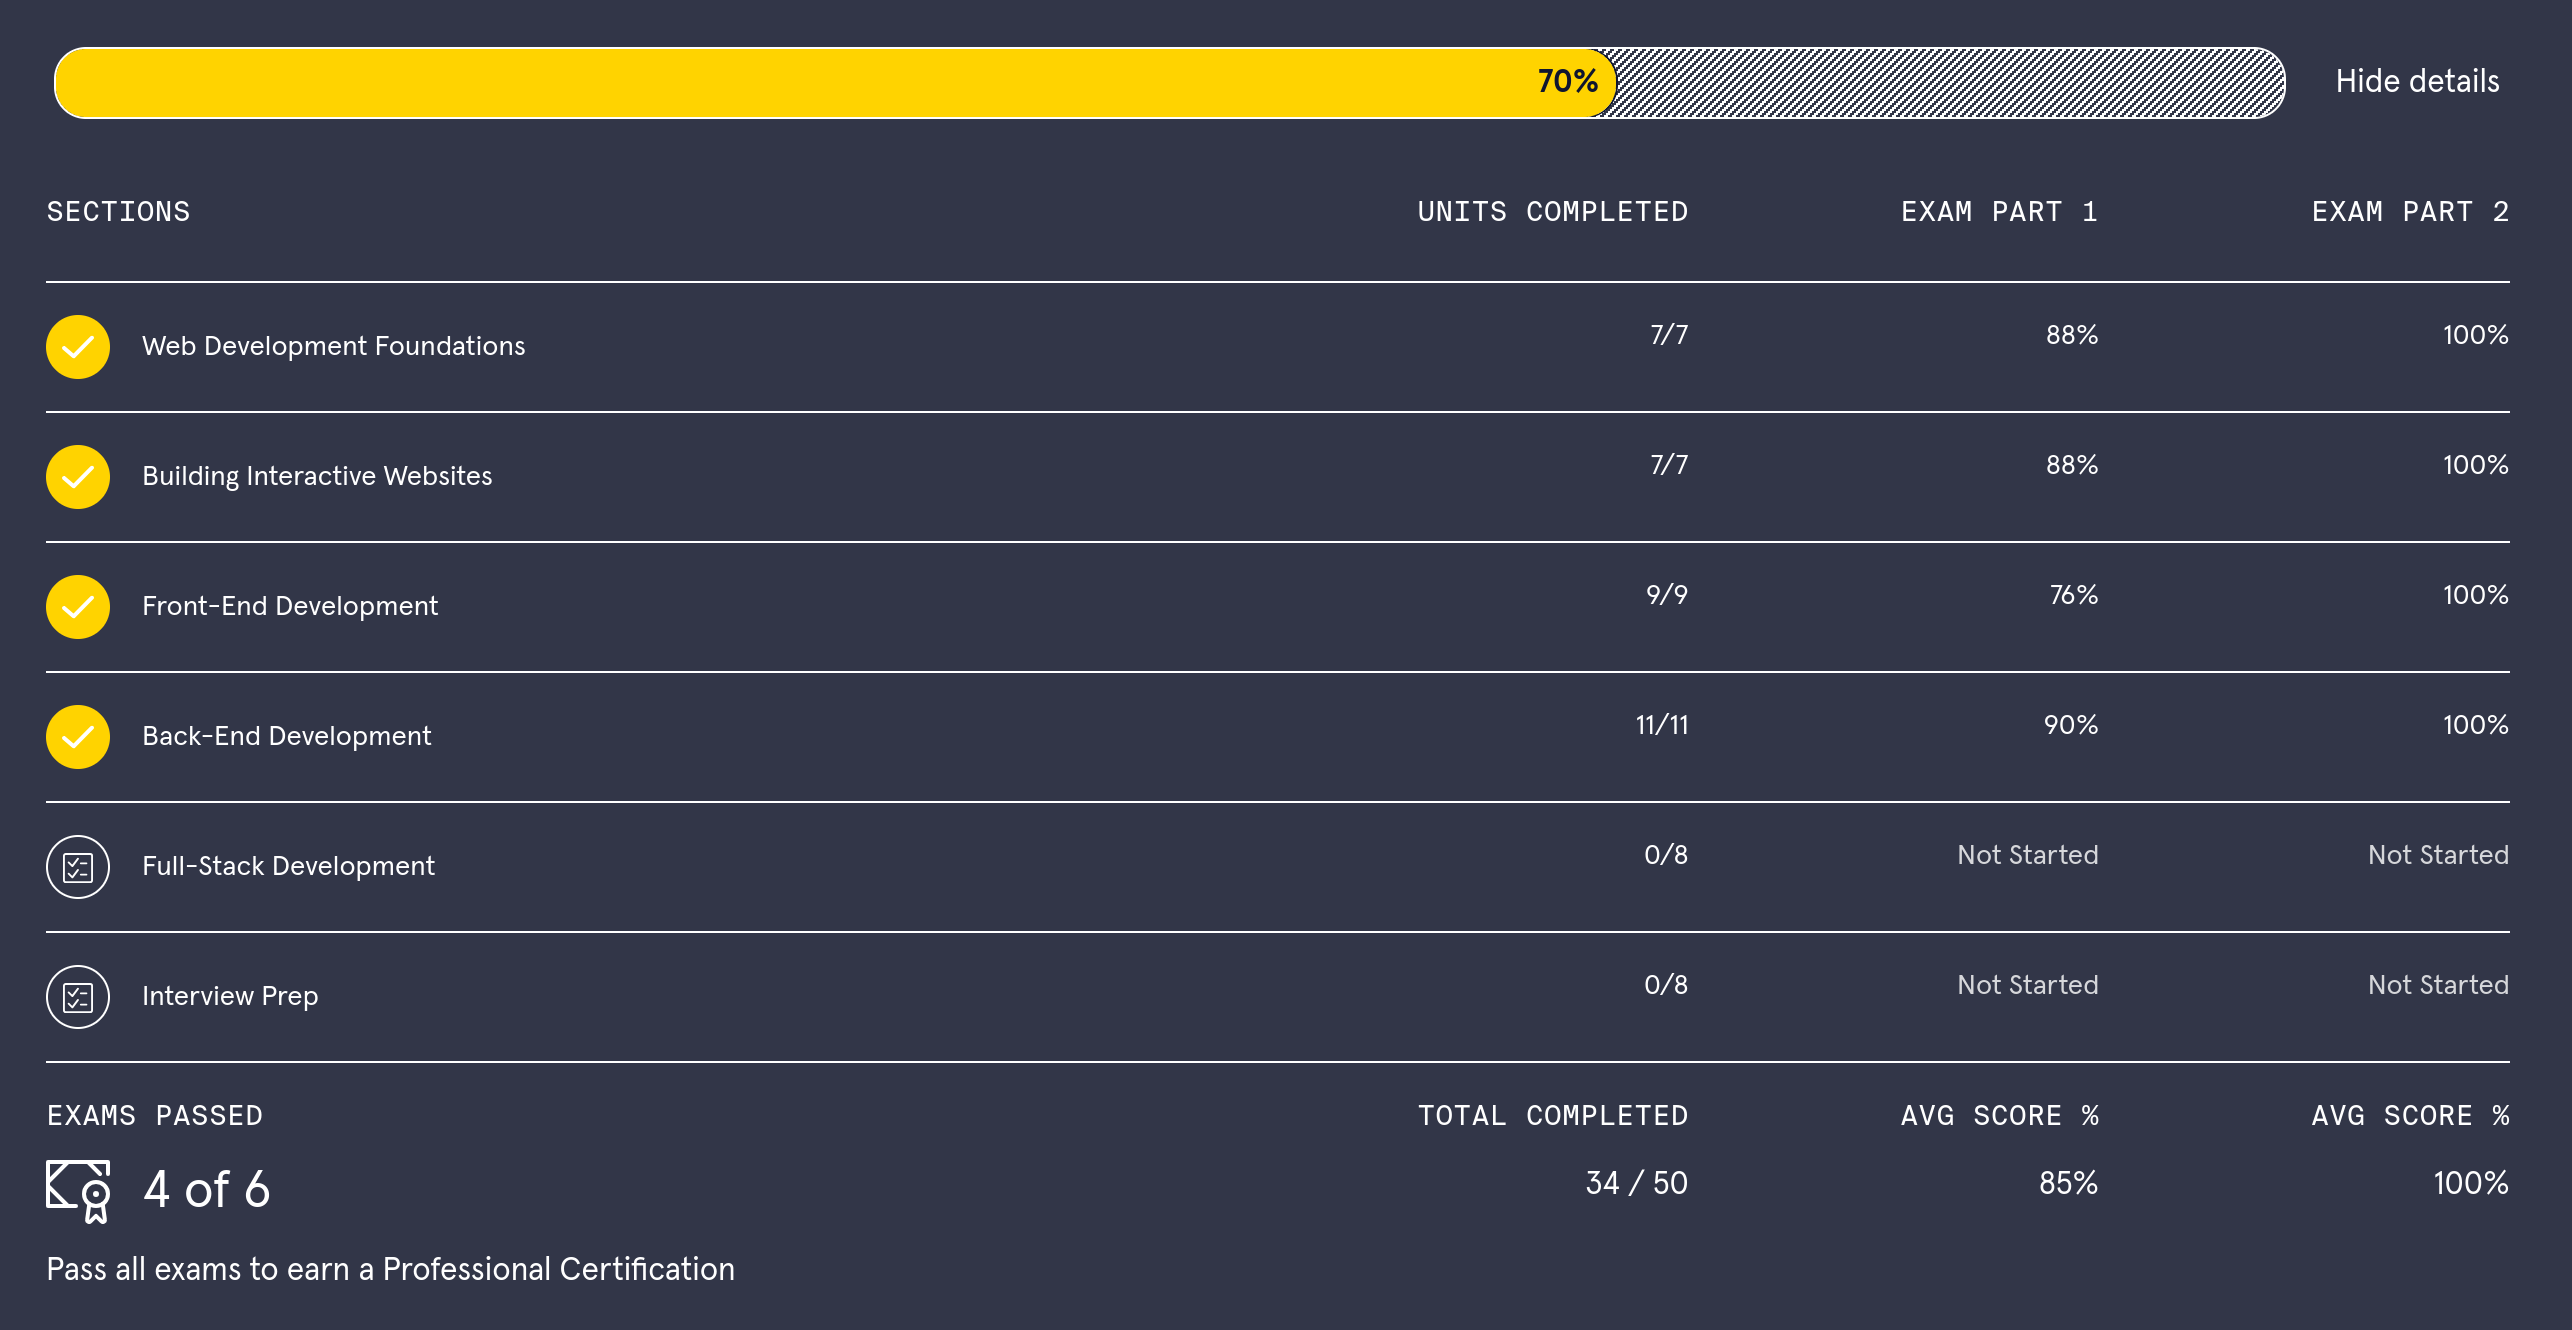 70% Hide details
SECTIONS UNITS COMPLETED EXAM PART 1 EXAM PART 2
Web Development Foundations 7/7 88% 100%
Building Interactive Websites 7/7 88% 100%
Front-End Development 9/9 76% 100%
Back-End Development 11/11 90% 100%
Full-Stack Development 0/8 Not Started Not Started
Interview Prep 0/8 Not Started Not Started
EXAMS PASSED TOTAL COMPLETED AVG SCORE % AVG SCORE %
4 of 6 34 / 50 85% 100%
Pass all exams to earn a Professional Certification